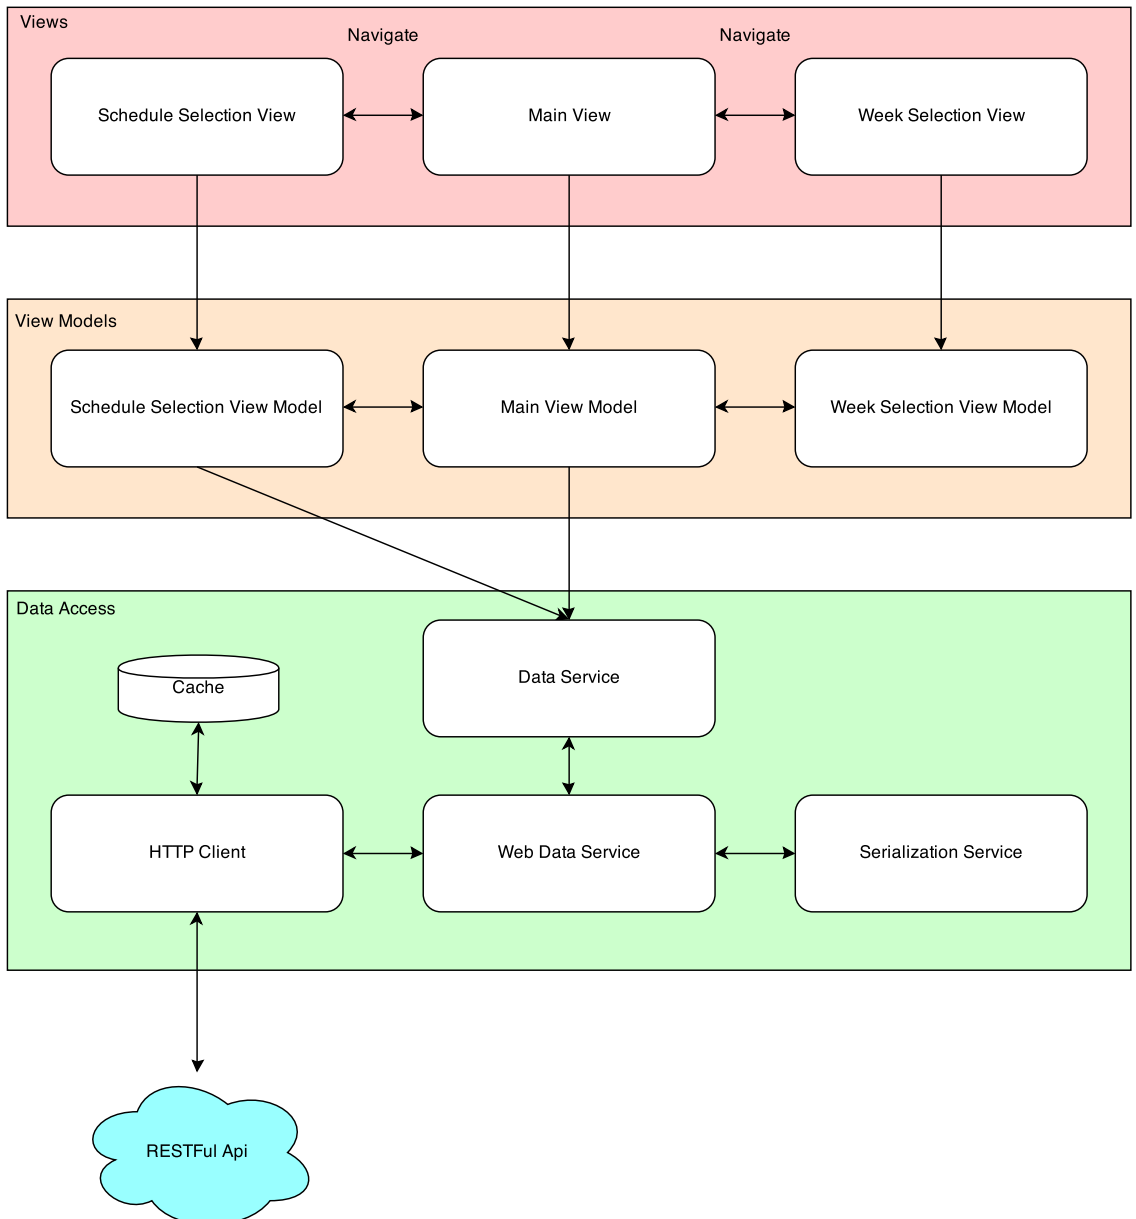 Views
Navigate
Navigate
Schedule Selection View
Main View
Week Selection View
View Models
Schedule Selection View Model
Main View Model
Week Selection View Model
Data Access
Data Service
Cache
HTTP Client
Web Data Service
Serialization Service
RESTFul Api